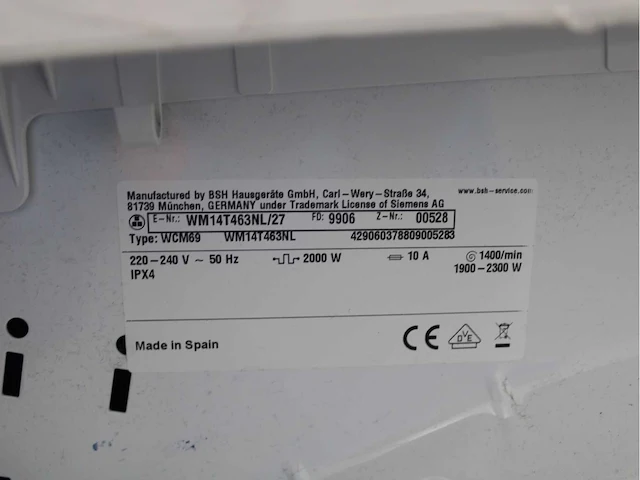 Manufactured by BSH Hausgeräte GmbH, Carl-Wery-Straße 34,
81739 München, GERMANY under Trademark License of Siemens AG
www.bsh-service.com
E-Nr.: WM14T463NL/27 FD: 9906 Z-Nr.: 00528
Type: WCM69 WM14T463NL 429060378809005283
220-240 V ~ 50 Hz 2000 W 10 A 1400/min
IPX4 1900-2300 W
Made in Spain CE DVE